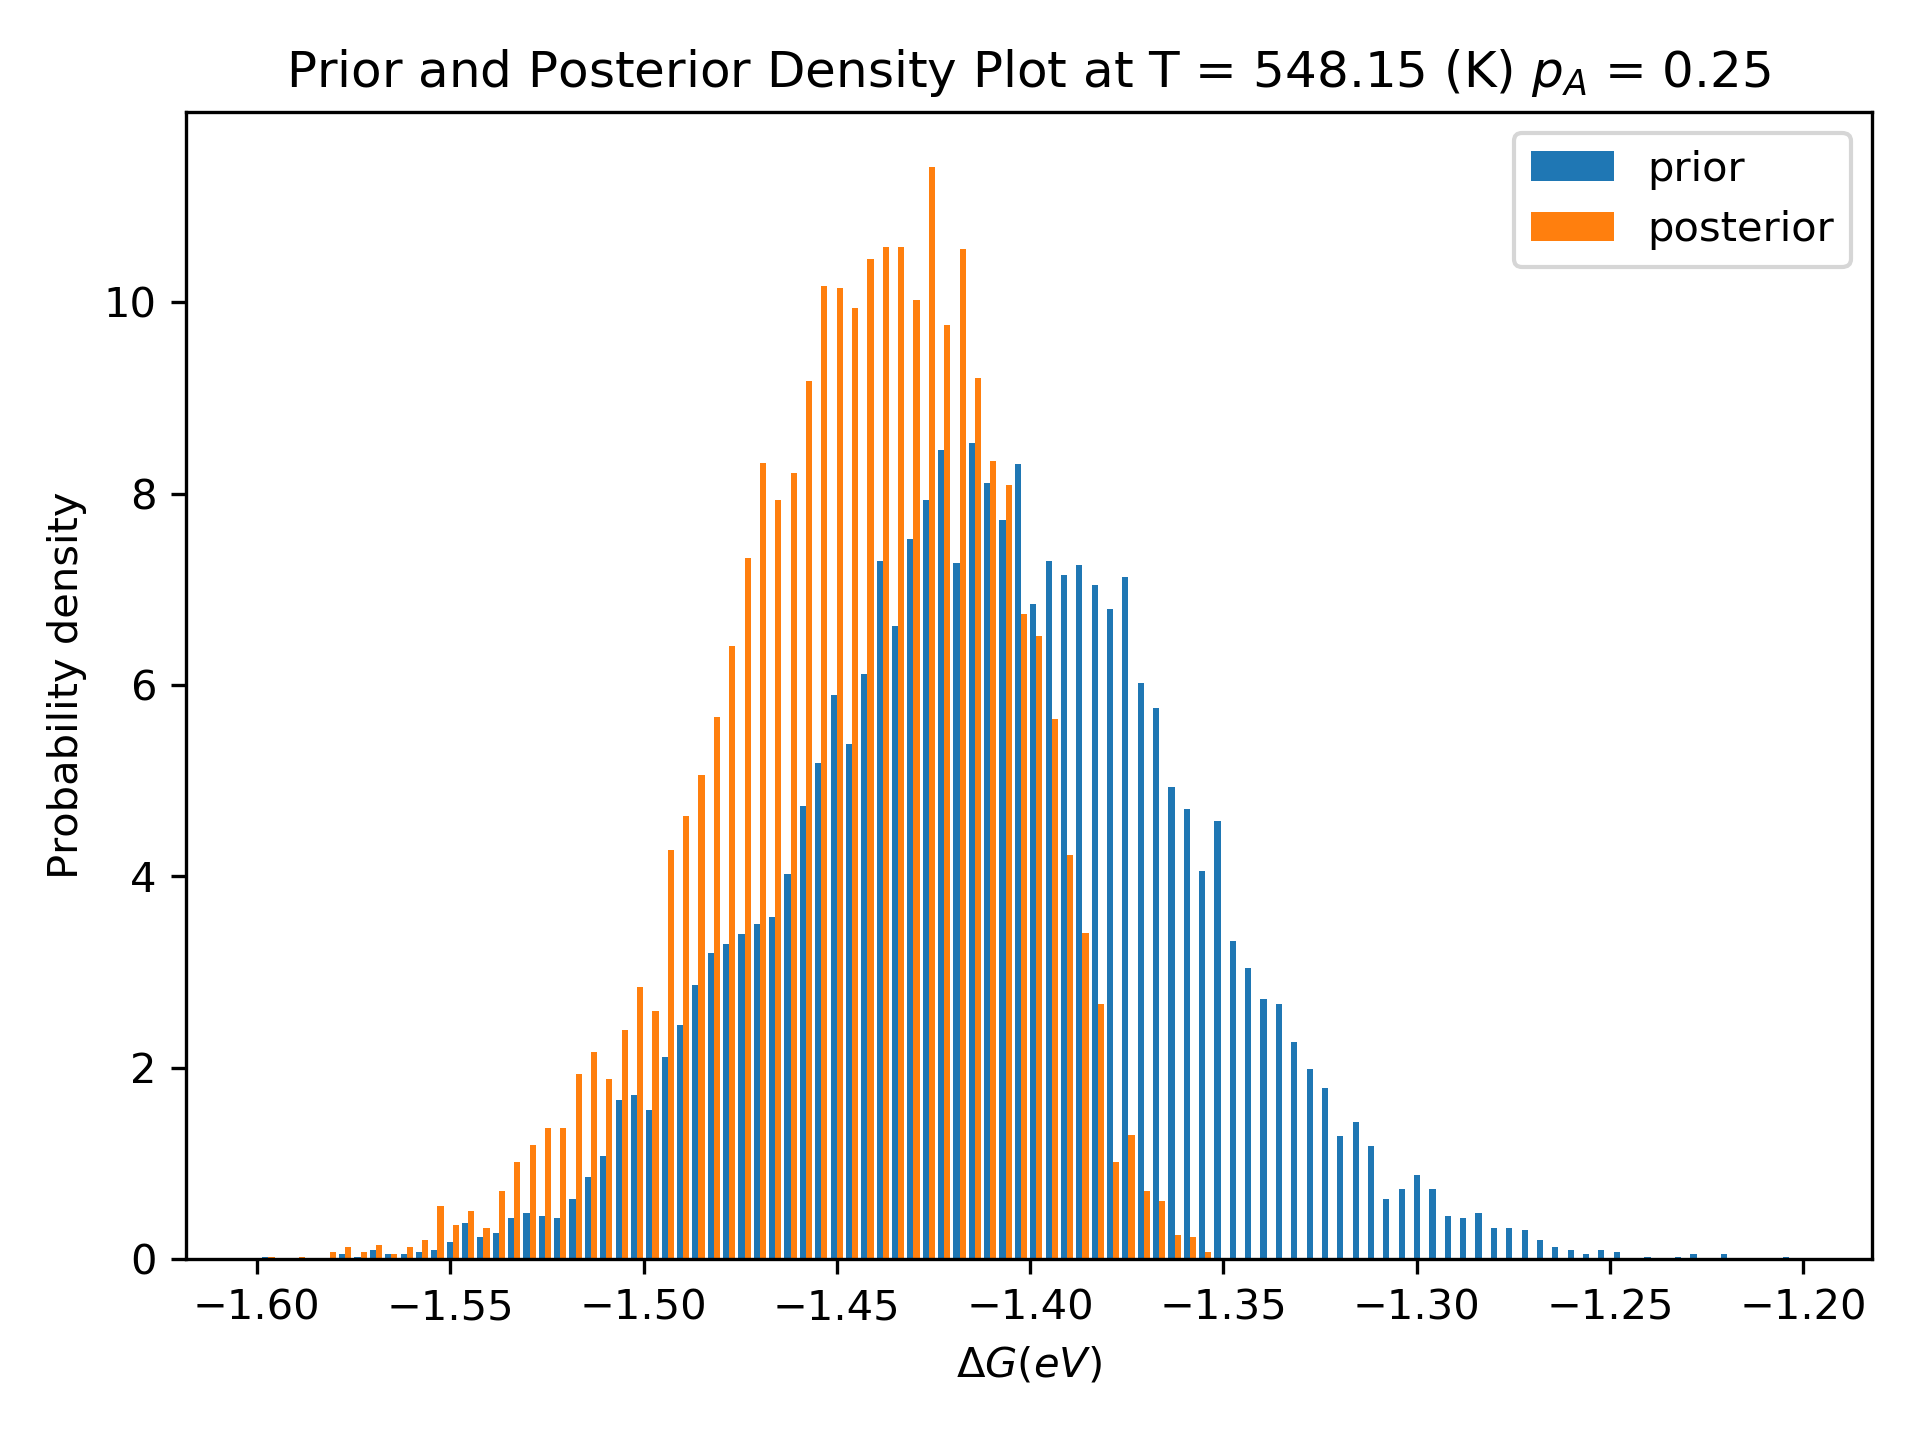 Prior and Posterior Density Plot at T = 548.15 (K) p_A = 0.25
prior
posterior
Probability density
10
8
6
4
2
0
−1.60 −1.55 −1.50 −1.45 −1.40 −1.35 −1.30 −1.25 −1.20
ΔG(eV)